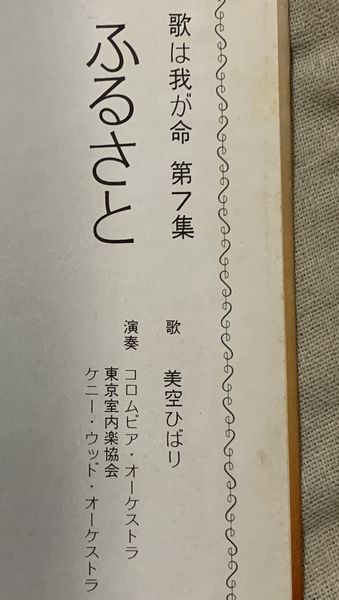 歌は我が命 第7集
ふるさと
歌 美空ひばり
演奏 コロムビア・オーケストラ
東京室内楽協会
ケニー・ウッド・オーケストラ